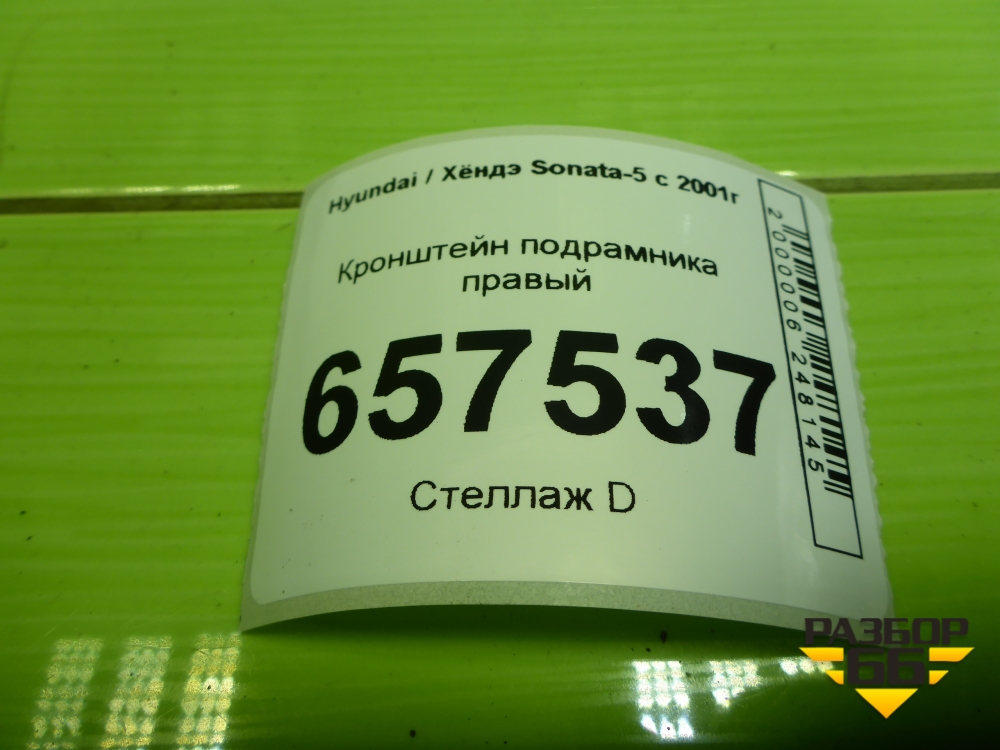 Hyundai / Хёндэ Sonata-5 с 2001г
Кронштейн подрамника
правый
657537
Стеллаж D
2000006248145
РАЗБОР
66